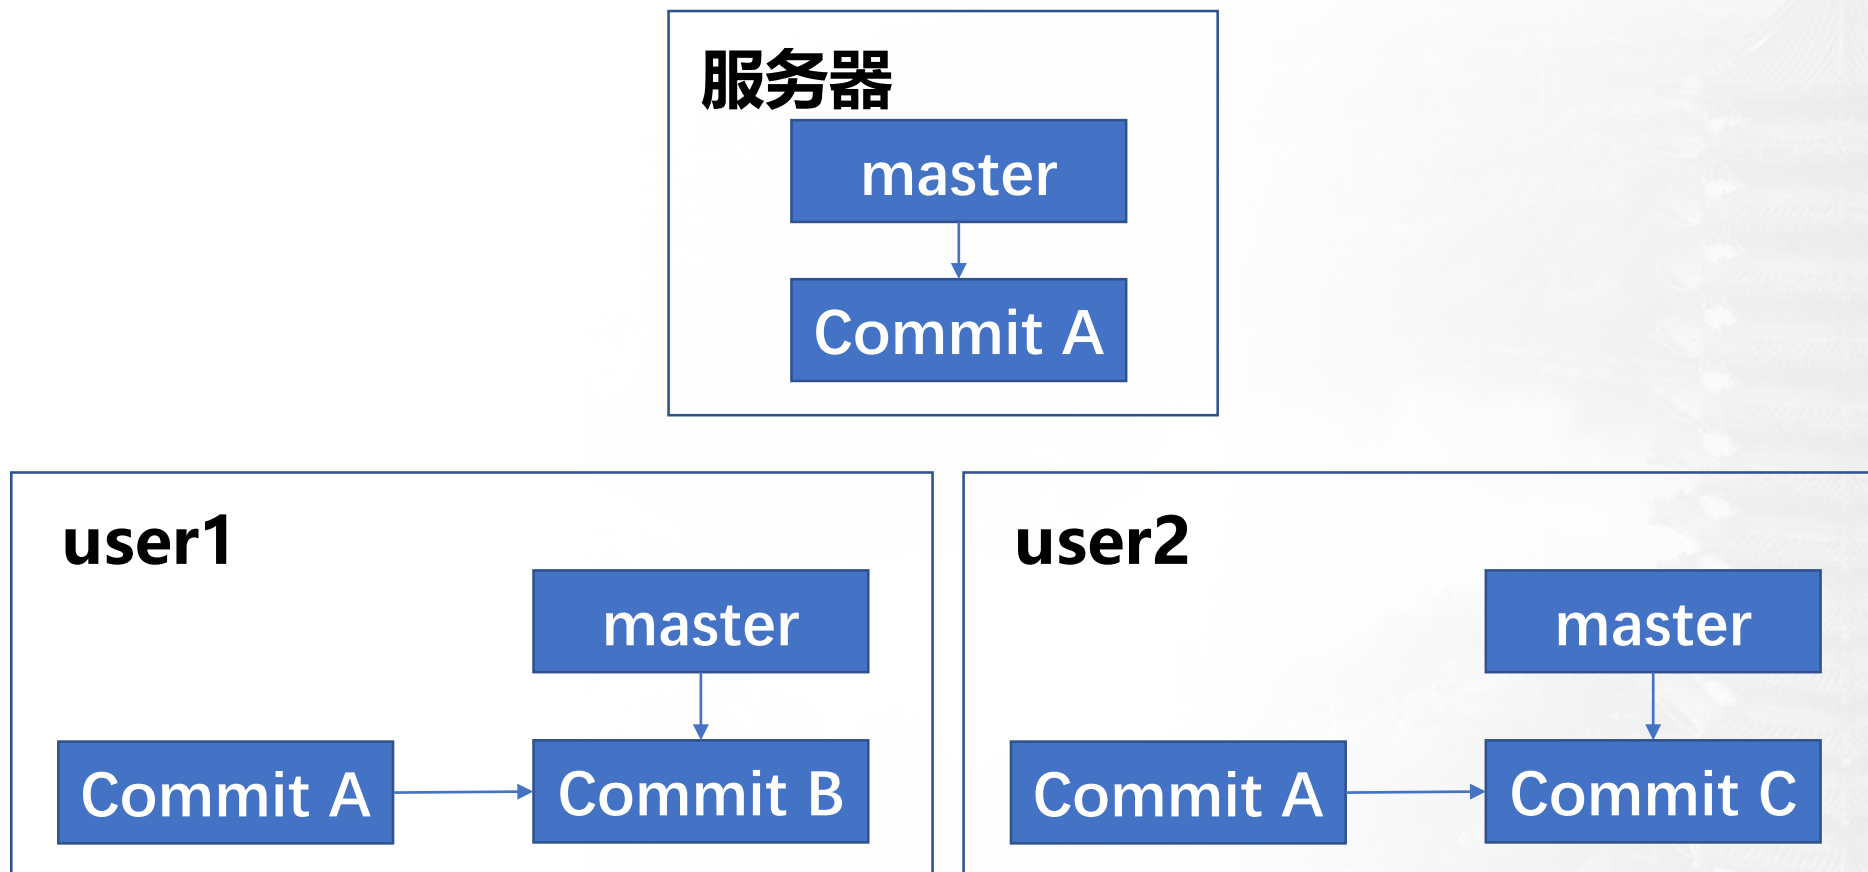 服务器
master
Commit A
user1
master
Commit A
Commit B
user2
master
Commit A
Commit C